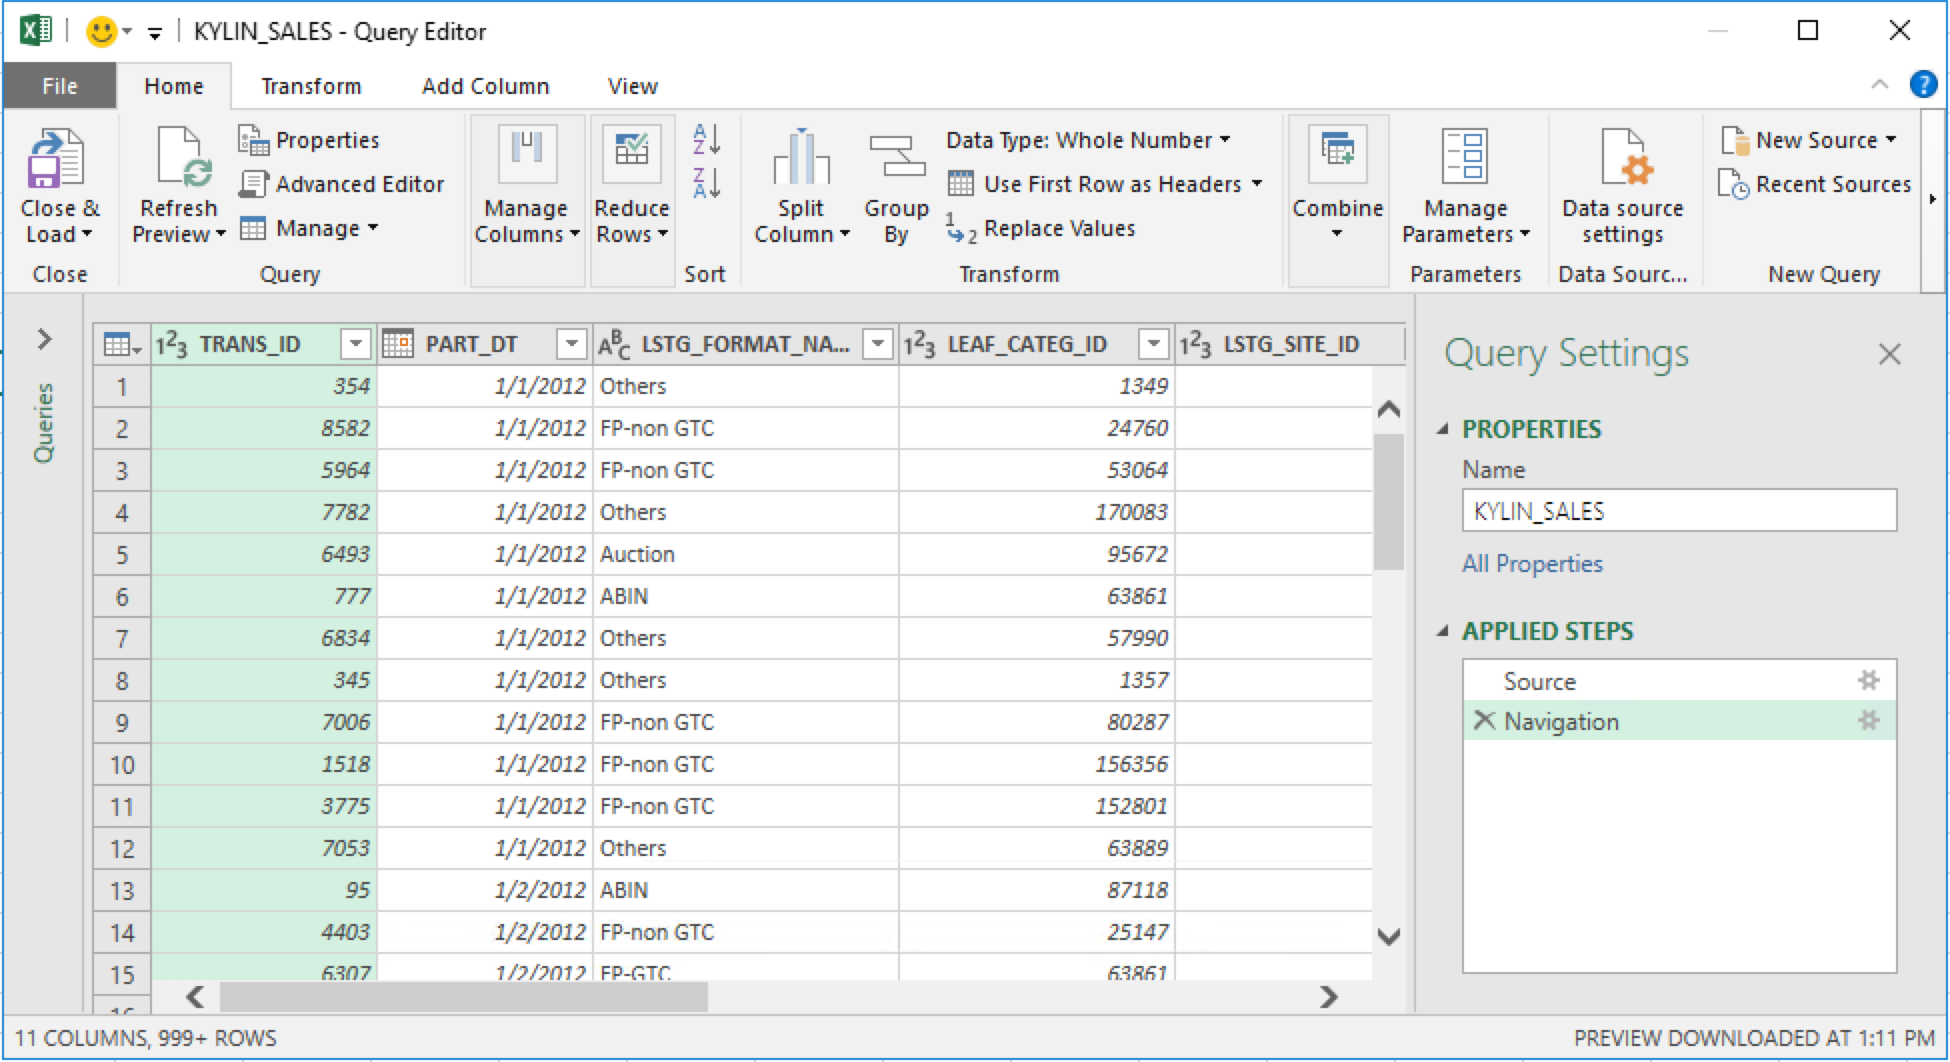 KYLIN_SALES - Query Editor
File Home Transform Add Column View
Close & Load
Refresh Preview
Properties
Advanced Editor
Manage
Manage Columns
Reduce Rows
Split Column
Group By
Data Type: Whole Number
Use First Row as Headers
Replace Values
Combine
Manage Parameters
Data source settings
New Source
Recent Sources
Close Query Sort Transform Parameters Data Sourc... New Query
Queries
TRANS_ID PART_DT LSTG_FORMAT_NA... LEAF_CATEG_ID LSTG_SITE_ID
1 354 1/1/2012 Others 1349
2 8582 1/1/2012 FP-non GTC 24760
3 5964 1/1/2012 FP-non GTC 53064
4 7782 1/1/2012 Others 170083
5 6493 1/1/2012 Auction 95672
6 777 1/1/2012 ABIN 63861
7 6834 1/1/2012 Others 57990
8 345 1/1/2012 Others 1357
9 7006 1/1/2012 FP-non GTC 80287
10 1518 1/1/2012 FP-non GTC 156356
11 3775 1/1/2012 FP-non GTC 152801
12 7053 1/1/2012 Others 63889
13 95 1/2/2012 ABIN 87118
14 4403 1/2/2012 FP-non GTC 25147
15 6307 1/2/2012 FP-GTC 63861
Query Settings
PROPERTIES
Name
KYLIN_SALES
All Properties
APPLIED STEPS
Source
Navigation
11 COLUMNS, 999+ ROWS
PREVIEW DOWNLOADED AT 1:11 PM